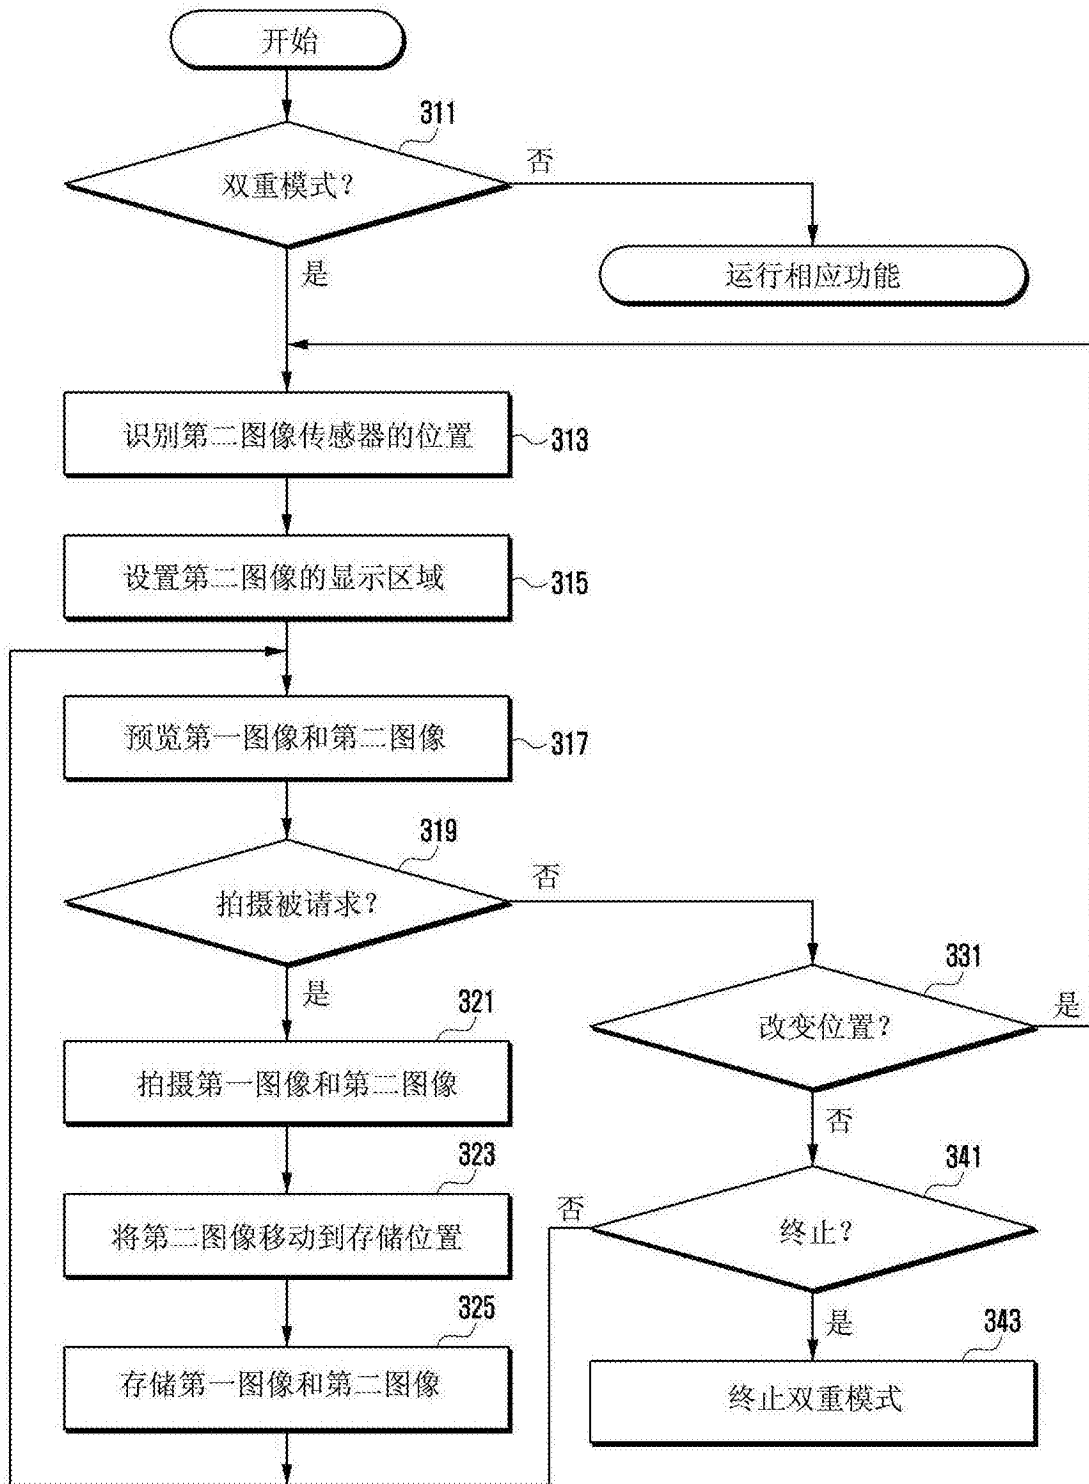 开始
311
双重模式?
否
是
运行相应功能
识别第二图像传感器的位置
313
设置第二图像的显示区域
315
预览第一图像和第二图像
317
319
拍摄被请求?
否
是
331
改变位置?
是
否
321
拍摄第一图像和第二图像
323
将第二图像移动到存储位置
341
终止?
否
是
325
存储第一图像和第二图像
343
终止双重模式